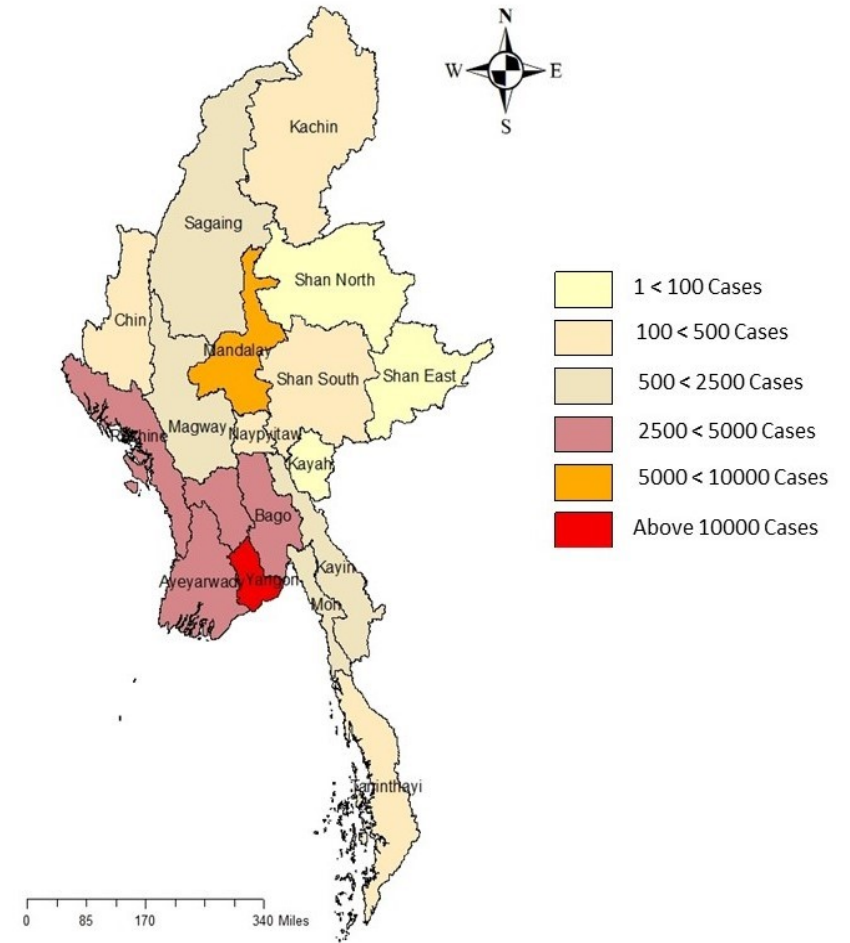 N
W E
S
Kachin
Sagaing
Shan North
Chin
Mandalay
Shan South
Shan East
Magway
Naypyitaw
Rakhine
Kayah
Bago
Kayin
Ayeyarwady
Yangon
Mon
Taninthayi
1 < 100 Cases
100 < 500 Cases
500 < 2500 Cases
2500 < 5000 Cases
5000 < 10000 Cases
Above 10000 Cases
0 85 170 340 Miles